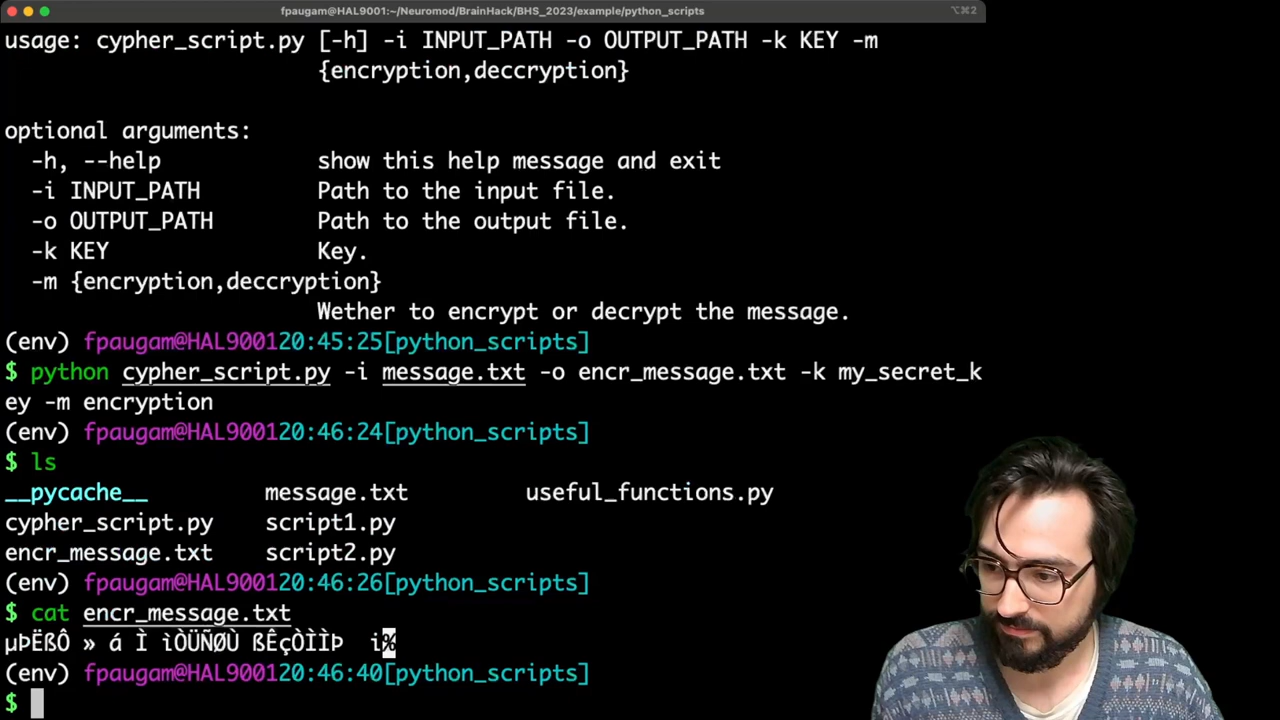 fpaugam@HAL9001:~/Neuromod/BrainHack/BHS_2023/example/python_scripts
⌥⌘2
usage: cypher_script.py [-h] -i INPUT_PATH -o OUTPUT_PATH -k KEY -m
{encryption,deccryption}
optional arguments:
-h, --help show this help message and exit
-i INPUT_PATH Path to the input file.
-o OUTPUT_PATH Path to the output file.
-k KEY Key.
-m {encryption,deccryption}
Wether to encrypt or decrypt the message.
(env) fpaugam@HAL900120:45:25[python_scripts]
$ python cypher_script.py -i message.txt -o encr_message.txt -k my_secret_k
ey -m encryption
(env) fpaugam@HAL900120:46:24[python_scripts]
$ ls
__pycache__ message.txt useful_functions.py
cypher_script.py script1.py
encr_message.txt script2.py
(env) fpaugam@HAL900120:46:26[python_scripts]
$ cat encr_message.txt
µÞËßÔ » á Ì ìÒÜÑØÙ ßÊçÒÌÌÞ i%
(env) fpaugam@HAL900120:46:40[python_scripts]
$